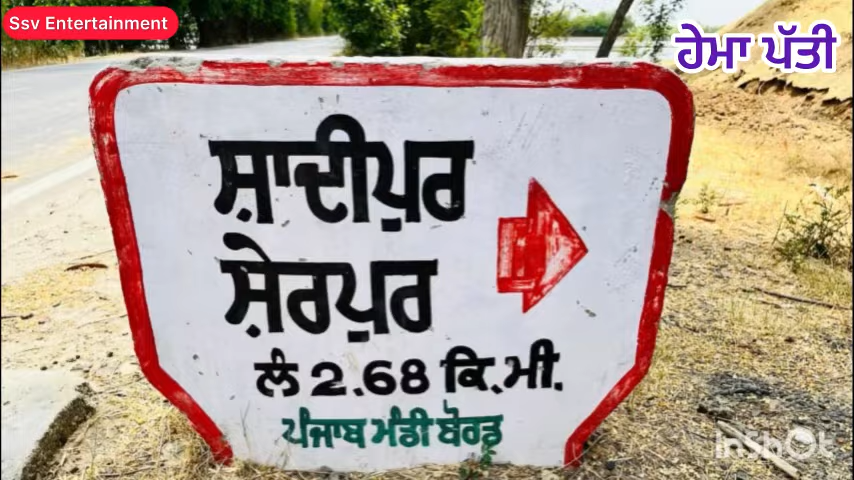 Ssv Entertainment
ਹੇਮਾ ਪੱਤੀ
ਸ਼ਾਦੀਪੁਰ
ਸ਼ੇਰਪੁਰ
ਲੰ 2.68 ਕਿ.ਮੀ.
ਪੰਜਾਬ ਮੰਡੀ ਬੋਰਡ
InShOt